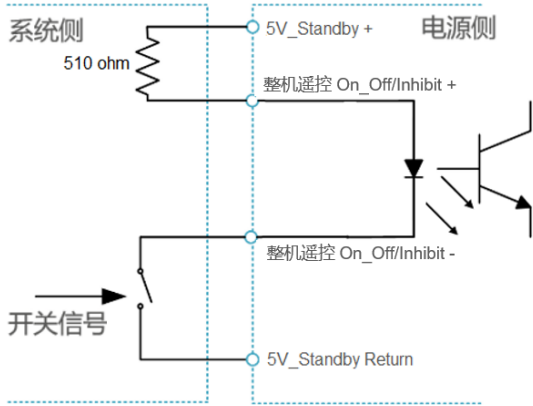 系统侧
5V_Standby +
电源侧
510 ohm
整机遥控 On_Off/Inhibit +
整机遥控 On_Off/Inhibit -
开关信号
5V_Standby Return